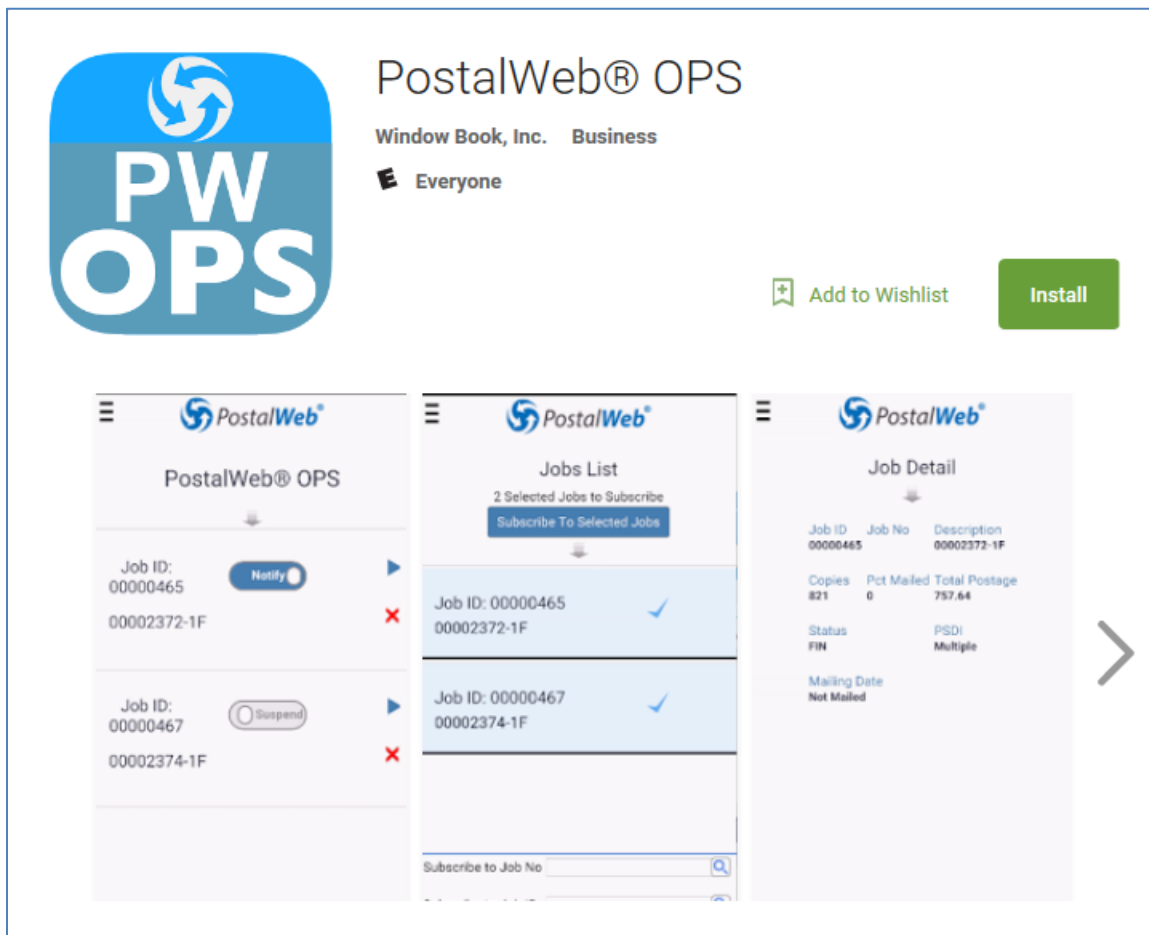 PW
OPS
PostalWeb® OPS
Window Book, Inc. Business
E Everyone
Add to Wishlist
Install
PostalWeb®
PostalWeb® OPS
Job ID:
00000465
Notify
00002372-1F
Job ID:
00000467
Suspend
00002374-1F
PostalWeb®
Jobs List
2 Selected Jobs to Subscribe
Subscribe To Selected Jobs
Job ID: 00000465
00002372-1F
Job ID: 00000467
00002374-1F
Subscribe to Job No
PostalWeb®
Job Detail
Job ID Job No Description
00000465 00002372-1F
Copies Pct Mailed Total Postage
821 0 757.64
Status PSDI
FIN Multiple
Mailing Date
Not Mailed